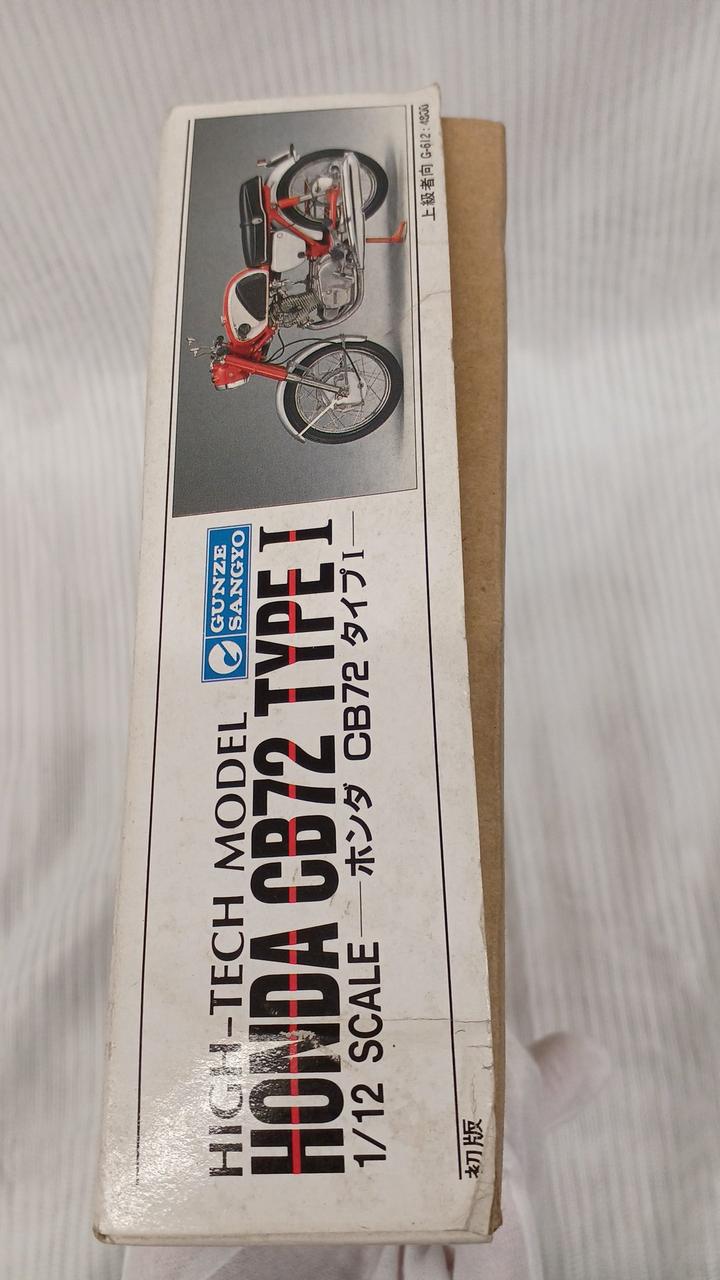 HIGH-TECH MODEL
GUNZE
SANGYO
HONDA CB72 TYPE I
1/12 SCALE —ホンダ CB72 タイプI—
初版
上級者向 G-612:4800